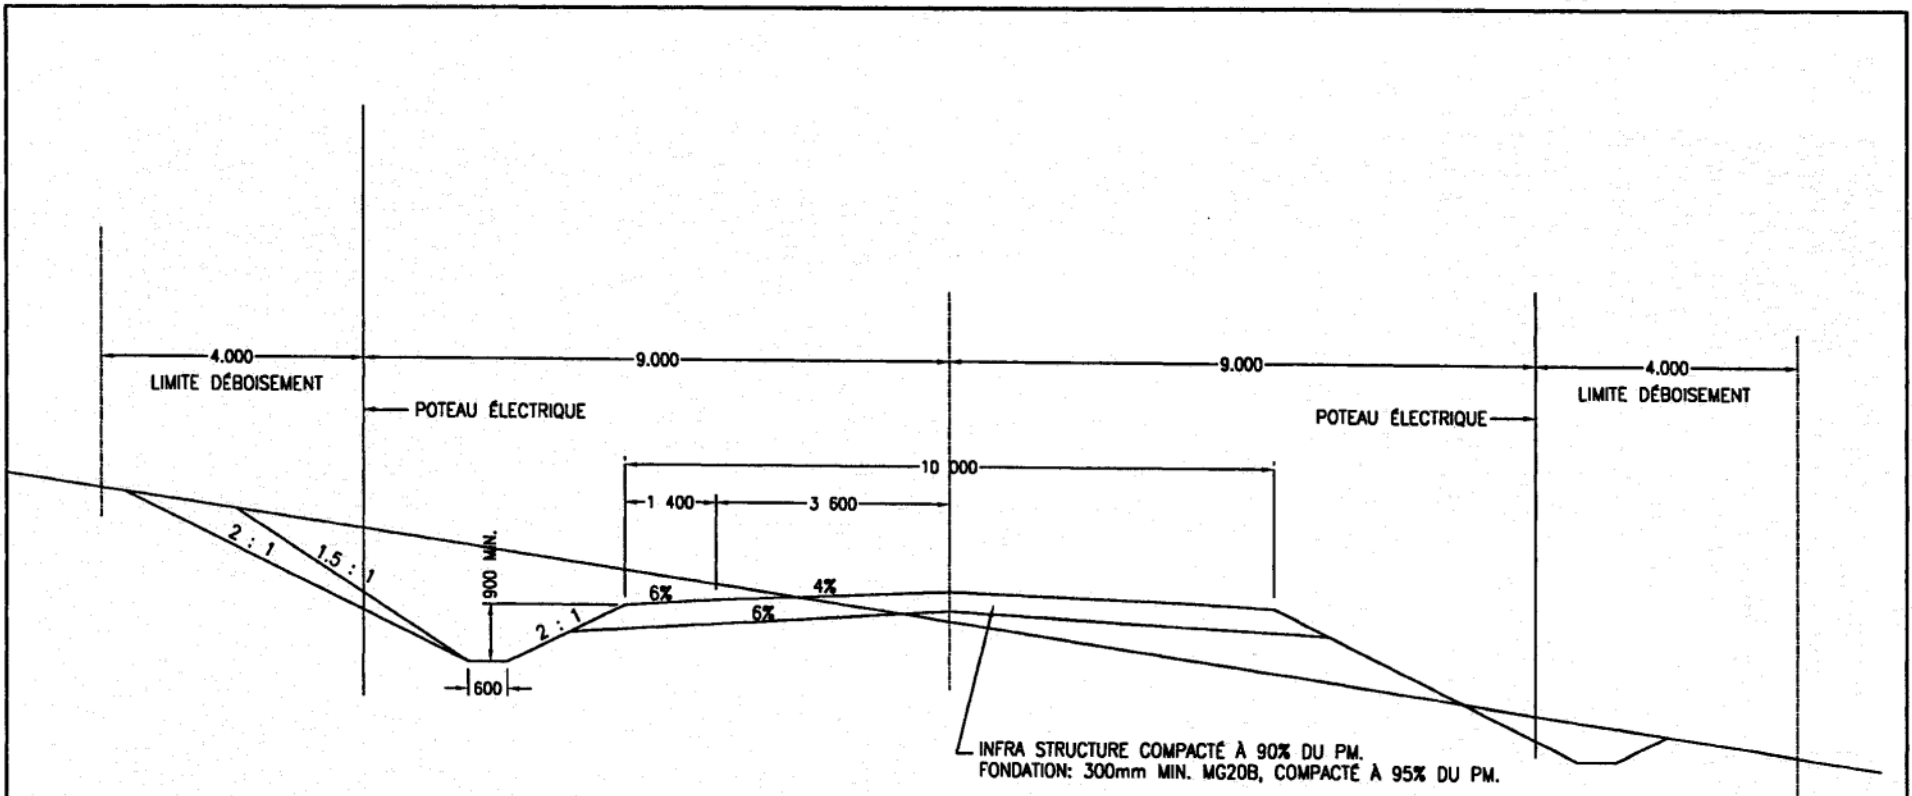 4.000
9.000
9.000
4.000
LIMITE DÉBOISEMENT
LIMITE DÉBOISEMENT
POTEAU ÉLECTRIQUE
POTEAU ÉLECTRIQUE
10 000
1 400
3 600
2 : 1
1.5 : 1
900 MIN.
6%
4%
2 : 1
6%
600
INFRA STRUCTURE COMPACTÉ À 90% DU PM.
FONDATION: 300mm MIN. MG20B, COMPACTÉ À 95% DU PM.